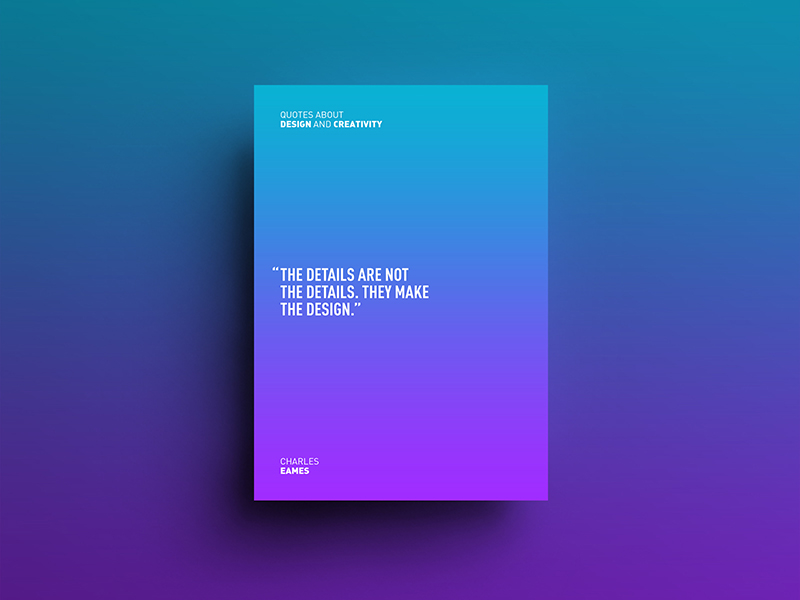 QUOTES ABOUT
DESIGN AND CREATIVITY
“THE DETAILS ARE NOT
THE DETAILS. THEY MAKE
THE DESIGN.”
CHARLES
EAMES